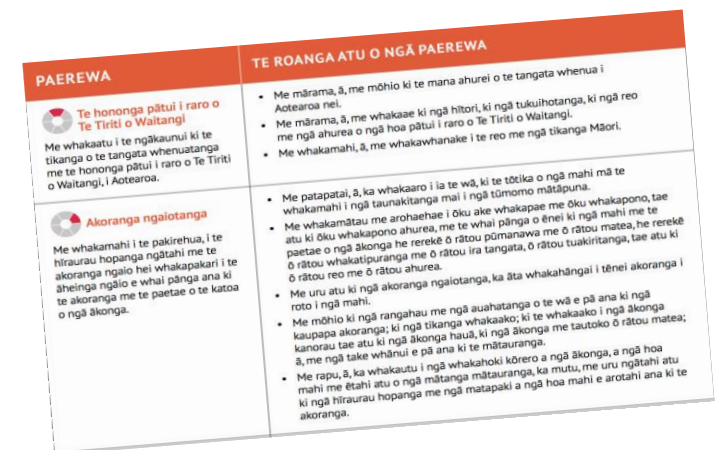 PAEREWA
TE ROANGA ATU O NGĀ PAEREWA
Te hononga pātui i raro o
Te Tiriti o Waitangi
Me whakaatu i te ngākaunui ki te
tikanga o te tangata whenuatanga
me te hononga pātui i raro o Te Tiriti
o Waitangi, i Aotearoa.
• Me mārama, ā, me mōhio ki te mana ahurei o te tangata whenua i
Aotearoa nei.
• Me mārama, ā, me whakaae ki ngā hītori, ki ngā tukuihotanga, ki ngā reo
me ngā ahurea o ngā hoa pātui i raro o Te Tiriti o Waitangi.
• Me whakamahi, ā, me whakawhanake i te reo me ngā tikanga Māori.
Akoranga ngaiotanga
Me whakamahi i te pakirehua, i te
hīraurau hopanga ngātahi me te
akoranga ngaio hei whakapakari i te
āheinga ngāio e whai pānga ana ki
te akoranga me te paetae o te katoa
o ngā ākonga.
• Me patapatai, ā, ka whakaaro i ia te wā, ki te tōtika o ngā mahi mā te
whakamahi i ngā taunakitanga mai i ngā tūmomo mātāpuna.
• Me whakamātau me arohaehae i ōku ake whakapae me ōku whakapono, tae
atu ki ōku whakapono ahurea, me te whai pānga o ēnei ki ngā mahi me te
paetae o ngā ākonga he rerekē ō rātou pūmanawa me ō rātou matea, he rerekē
ō rātou whakatipuranga me ō rātou ira tangata, ō rātou tuakiritanga, tae atu ki
ō rātou reo me ō rātou ahurea.
• Me uru atu ki ngā akoranga ngaiotanga, ka āta whakahāngai i tēnei akoranga i
roto i ngā mahi.
• Me mōhio ki ngā rangahau me ngā auahatanga o te wā e pā ana ki ngā
kaupapa akoranga; ki ngā tikanga whakaako; ki te whakaako i ngā ākonga
kanorau tae atu ki ngā ākonga hauā, ki ngā ākonga me tautoko ō rātou matea;
ā, me ngā take whānui e pā ana ki te mātauranga.
• Me rapu, ā, ka whakautu i ngā whakahoki kōrero a ngā ākonga, a ngā hoa
mahi me ētahi atu o ngā mātanga mātauranga, ka mutu, me uru ngātahi atu
ki ngā hīraurau hopanga me ngā matapaki a ngā hoa mahi e arotahi ana ki te
akoranga.